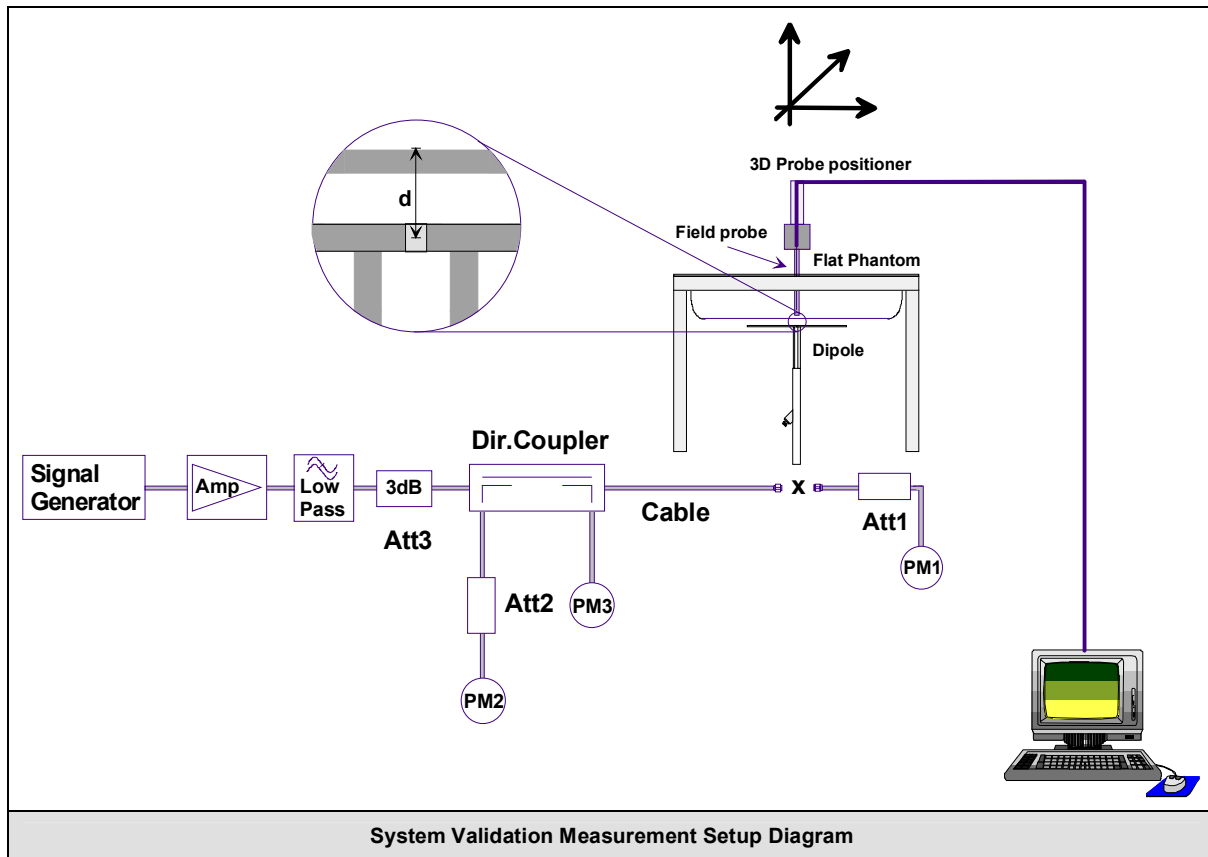 3D Probe positioner
d
Field probe
Flat Phantom
Dipole
Dir.Coupler
Signal
Generator
Amp
Low
Pass
3dB
Att3
Cable
x
Att1
PM1
Att2
PM3
PM2
System Validation Measurement Setup Diagram